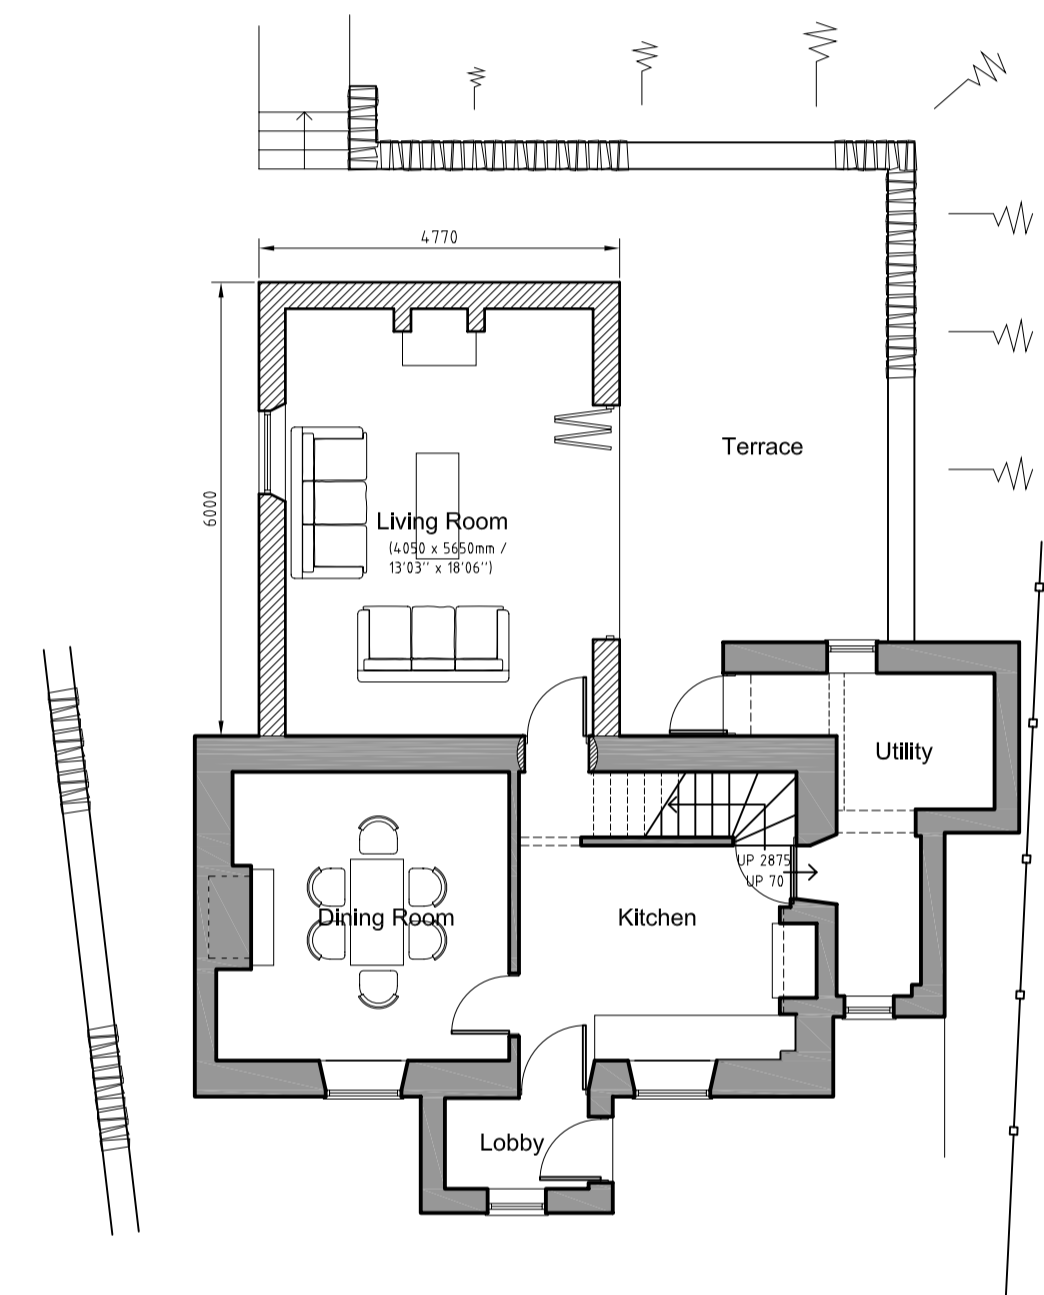 4770
6000
Terrace
Living Room
(4050 x 5650mm /
13'03'' x 18'06'')
Utility
UP 2875
UP 70
Dining Room
Kitchen
Lobby